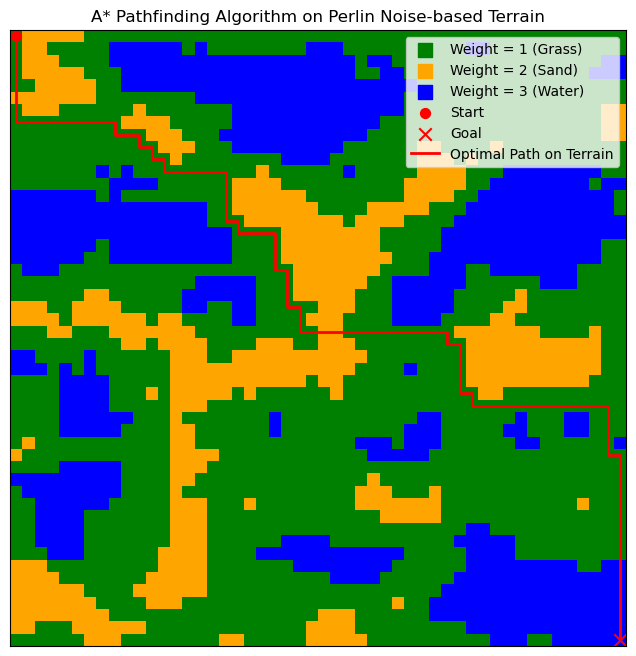 A* Pathfinding Algorithm on Perlin Noise-based Terrain
Weight = 1 (Grass)
Weight = 2 (Sand)
Weight = 3 (Water)
Start
Goal
Optimal Path on Terrain